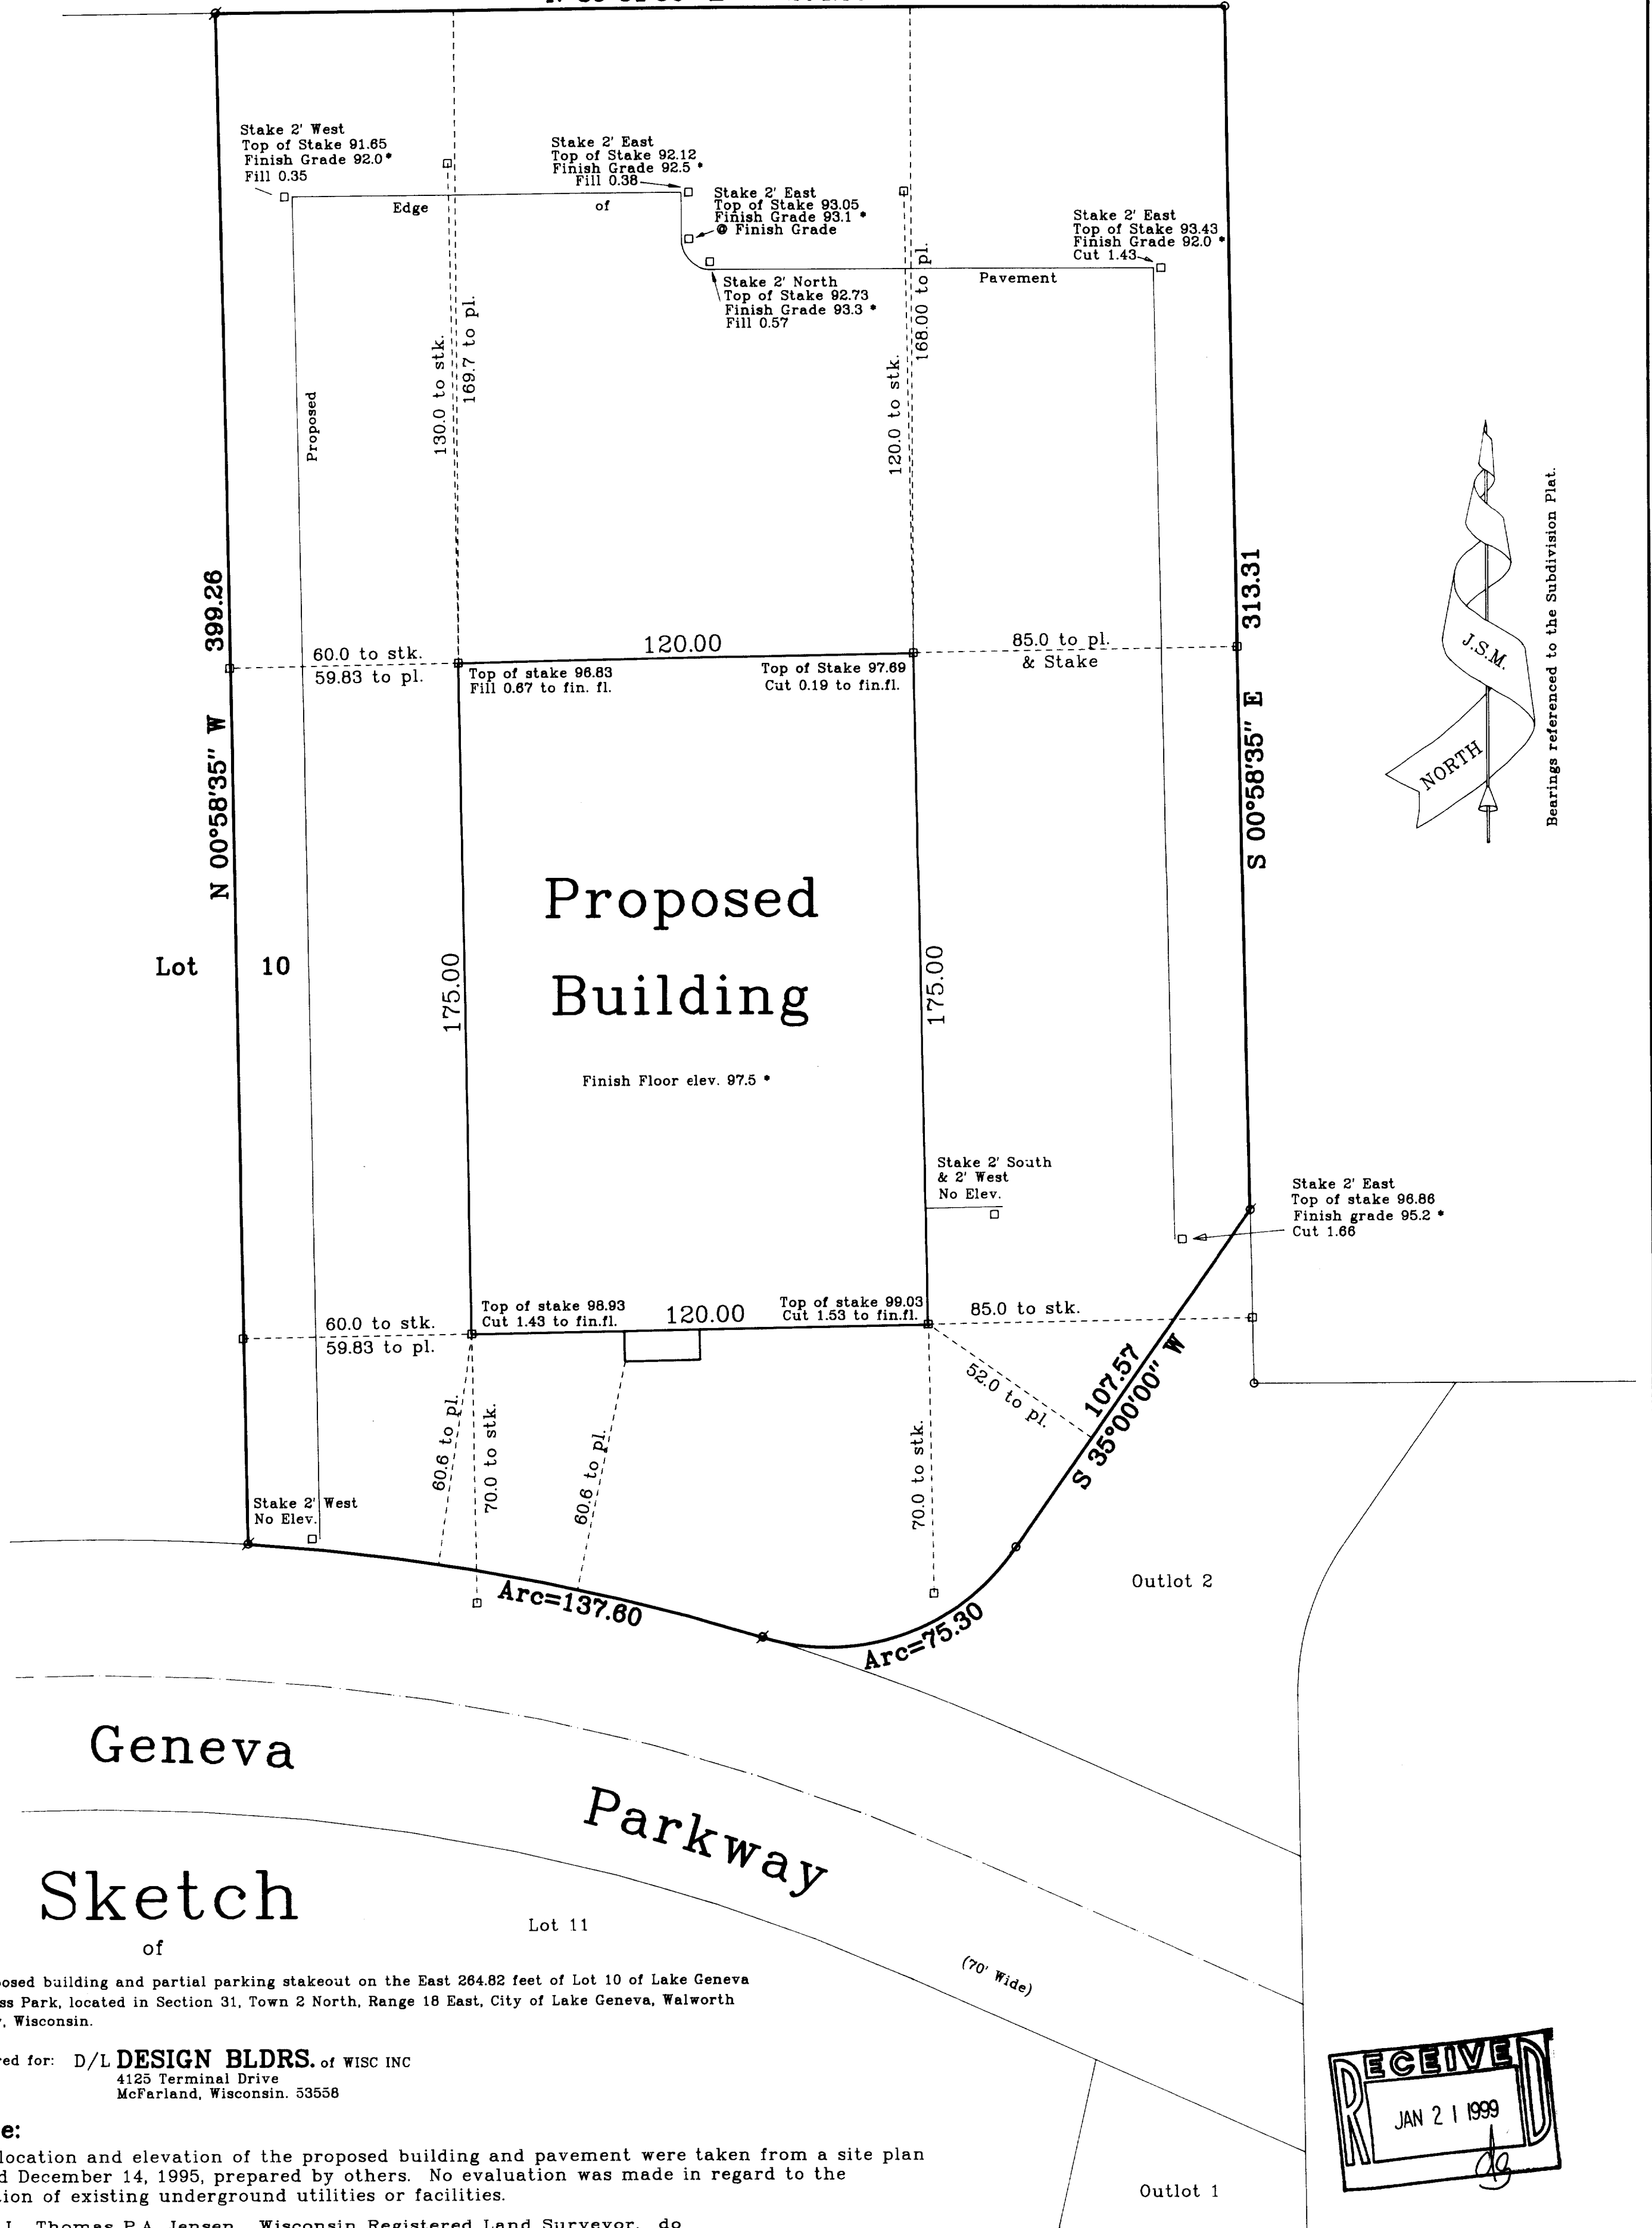 Stake 2' West
Top of Stake 91.65
Finish Grade 92.0*
Fill 0.35
Stake 2' East
Top of Stake 92.12
Finish Grade 92.5 *
Fill 0.38
Stake 2' East
Top of Stake 93.05
Finish Grade 93.1 *
@ Finish Grade
Stake 2' East
Top of Stake 93.43
Finish Grade 92.0 *
Cut 1.43
Edge of
Pavement
Stake 2' North
Top of Stake 92.73
Finish Grade 93.3 *
Fill 0.57
Proposed
130.0 to stk.
169.7 to pl.
120.0 to stk.
168.00 to pl.
N 00°58'35" W 399.26
S 00°58'35" E 313.31
J.S.M.
NORTH
Bearings referenced to the Subdivision Plat.
60.0 to stk.
59.83 to pl.
120.00
85.0 to pl.
& Stake
Top of stake 96.83
Fill 0.67 to fin. fl.
Top of Stake 97.69
Cut 0.19 to fin.fl.
Proposed
Building
Lot 10
175.00
175.00
Finish Floor elev. 97.5 *
Stake 2' South
& 2' West
No Elev.
Stake 2' East
Top of stake 96.86
Finish grade 95.2 *
Cut 1.66
60.0 to stk.
59.83 to pl.
Top of stake 98.93
Cut 1.43 to fin.fl.
120.00
Top of stake 99.03
Cut 1.53 to fin.fl.
85.0 to stk.
60.6 to pl.
70.0 to stk.
60.6 to pl.
70.0 to stk.
52.0 to pl.
107.57
S 35°00'00" W
Stake 2' West
No Elev.
Arc=137.60
Arc=75.30
Outlot 2
Geneva
Parkway
(70' Wide)
Lot 11
Sketch
of
osed building and partial parking stakeout on the East 264.82 feet of Lot 10 of Lake Geneva
ss Park, located in Section 31, Town 2 North, Range 18 East, City of Lake Geneva, Walworth
, Wisconsin.
ed for: D/L DESIGN BLDRS. of WISC INC
4125 Terminal Drive
McFarland, Wisconsin. 53558
e:
location and elevation of the proposed building and pavement were taken from a site plan
d December 14, 1995, prepared by others. No evaluation was made in regard to the
tion of existing underground utilities or facilities.
I, Thomas P.A. Jensen, Wisconsin Registered Land Surveyor, do
Outlot 1
RECEIVED
JAN 21 1999
dg